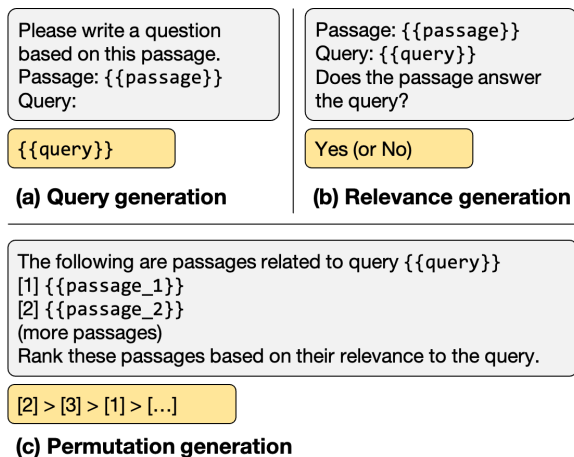 Please write a question
based on this passage.
Passage: {{passage}}
Query:
{{query}}
(a) Query generation
Passage: {{passage}}
Query: {{query}}
Does the passage answer
the query?
Yes (or No)
(b) Relevance generation
The following are passages related to query {{query}}
[1] {{passage_1}}
[2] {{passage_2}}
(more passages)
Rank these passages based on their relevance to the query.
[2] > [3] > [1] > [...]
(c) Permutation generation